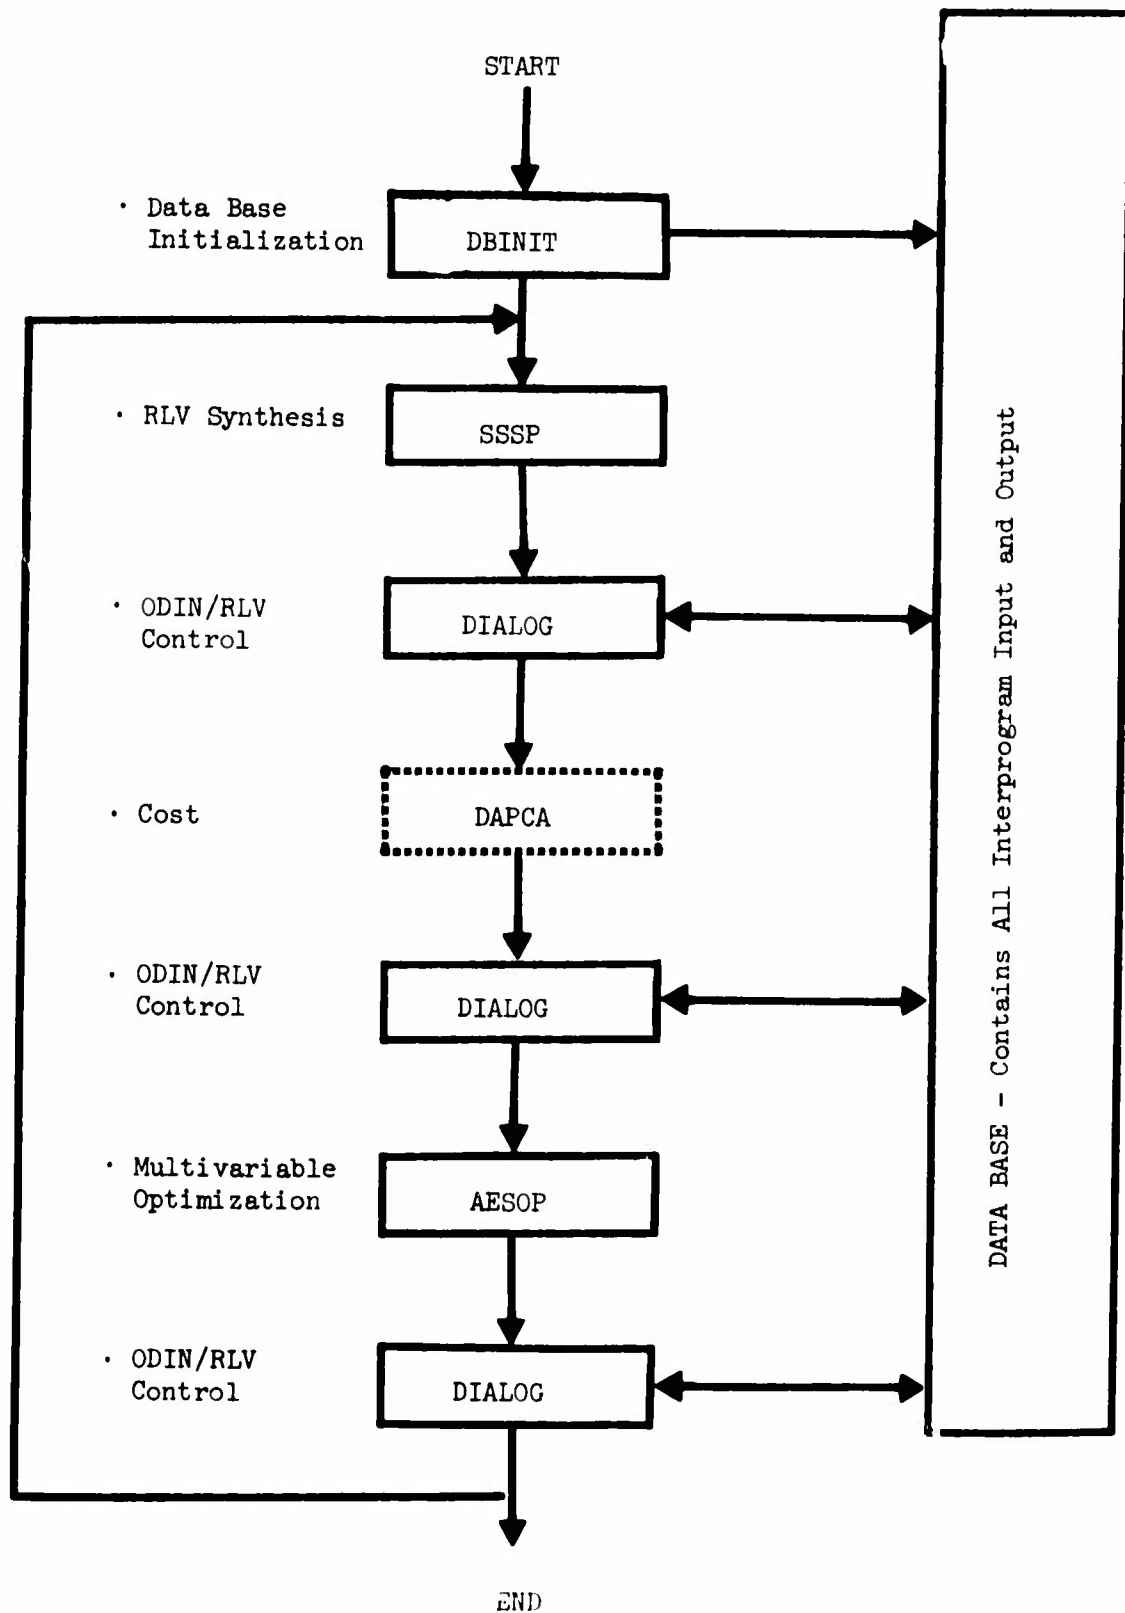 START
· Data Base
Initialization
DBINIT
· RLV Synthesis
SSSP
· ODIN/RLV
Control
DIALOG
· Cost
DAPCA
· ODIN/RLV
Control
DIALOG
· Multivariable
Optimization
AESOP
· ODIN/RLV
Control
DIALOG
END
DATA BASE - Contains All Interprogram Input and Output